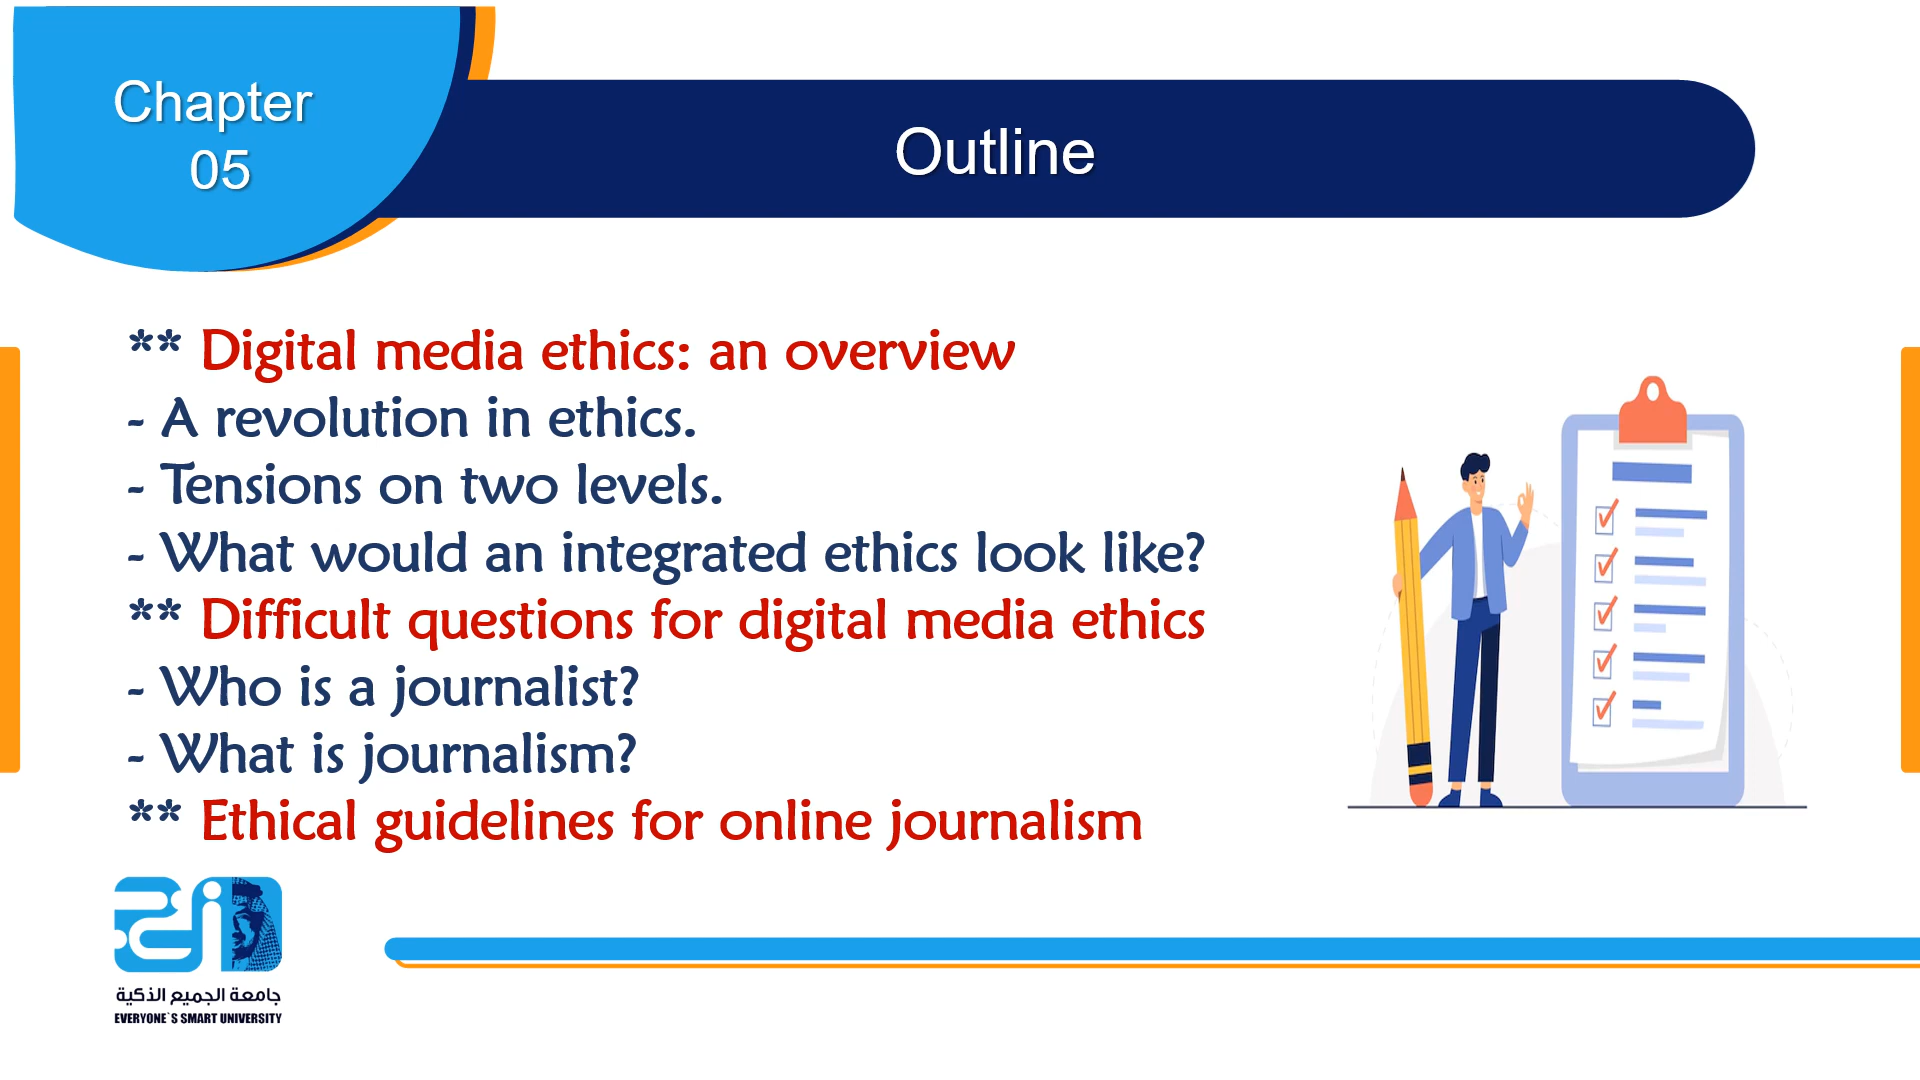 Chapter
05
Outline
** Digital media ethics: an overview
- A revolution in ethics.
- Tensions on two levels.
- What would an integrated ethics look like?
** Difficult questions for digital media ethics
- Who is a journalist?
- What is journalism?
** Ethical guidelines for online journalism
جامعة الجميع الذكية
EVERYONE`S SMART UNIVERSITY